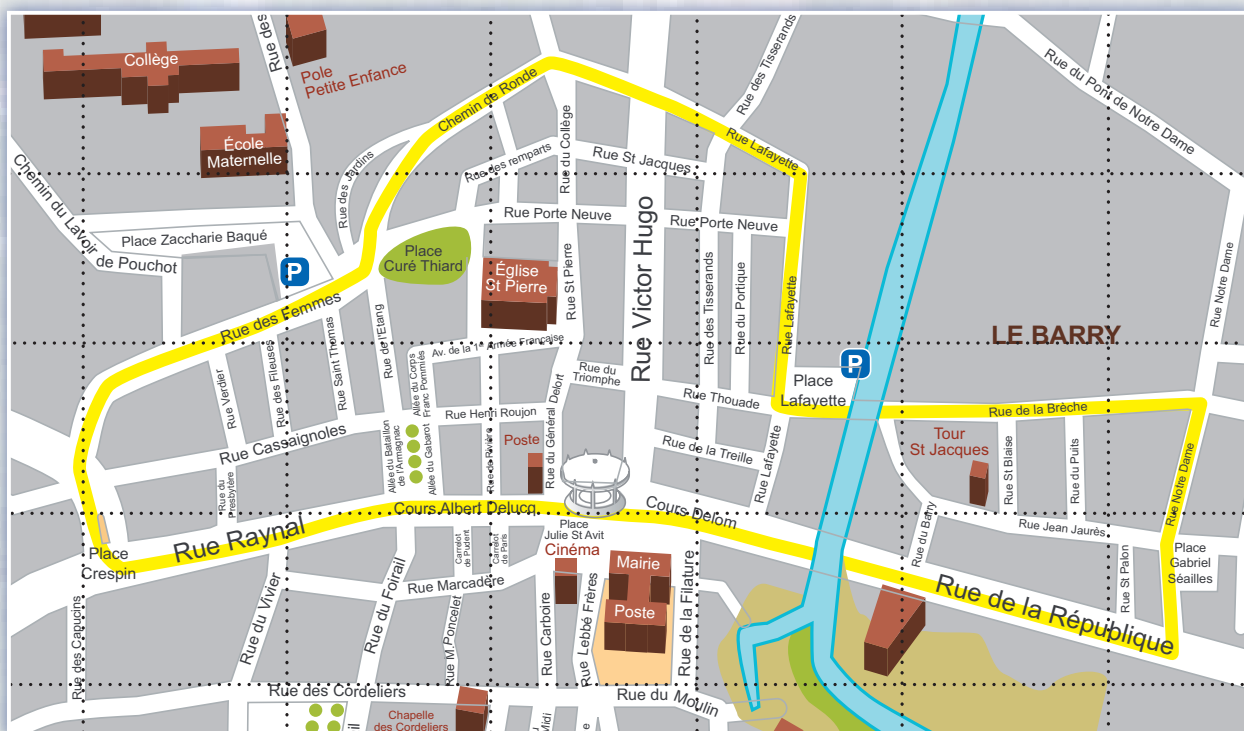 Collège
Rue des
Pole
Petite Enfance
École
Maternelle
Chemin de Ronde
Rue des Tisserands
Rue du Pont de Notre Dame
Rue Lafayette
Chemin du Lavoir
de Pouchot
Rue des Jardins
Rue des remparts
Rue du Collège
Rue St Jacques
Place Zaccharie Baqué
P
Place
Curé Thiard
Rue Porte Neuve
Rue Porte Neuve
Église
St Pierre
Rue St Pierre
Rue Victor Hugo
Rue des Tisserands
Rue du Portique
Rue Lafayette
Rue Notre Dame
LE BARRY
Rue des Femmes
Rue Verdier
Rue des Fileuses
Rue Saint Thomas
Rue de l'Etang
Av. de la 1re Armée Française
Allée du Corps
Franc Pommiès
Rue du
Triomphe
P
Place
Lafayette
Rue Thouade
Rue Henri Roujon
Rue du Général Delort
Rue de la Brèche
Rue Cassaignoles
Allée du Bataillon
de l'Armagnac
Allée du Gabarot
Rue de Rivière
Poste
Rue de la Treille
Rue Lafayette
Tour
St Jacques
Rue St Blaise
Rue du Puits
Rue Notre Dame
Rue du
Presbytère
Cours Albert Delucq
Cours Delom
Rue du Barry
Rue Jean Jaurès
Place
Crespin
Rue Raynal
Carrelot
de Pudent
Carrelot
de Paris
Place
Julie St Avit
Cinéma
Mairie
Poste
Place
Gabriel
Séailles
Rue St Palon
Rue des Capucins
Rue du Vivier
Rue du Foirail
Rue Marcadère
Rue M. Poncelet
Rue Carboire
Rue Lebbé Frères
Rue de la Filature
Rue de la République
Rue des Cordeliers
Rue du Moulin
Chapelle
des Cordeliers
il
Midi
e